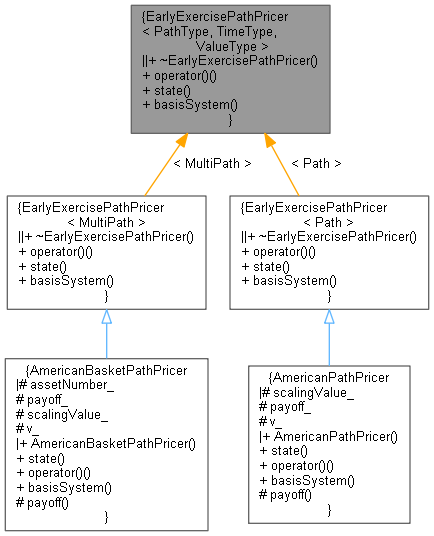 {EarlyExercisePathPricer
< PathType, TimeType,
ValueType >
||+ ~EarlyExercisePathPricer()
+ operator()()
+ state()
+ basisSystem()
}
< MultiPath >
< Path >
{EarlyExercisePathPricer
< MultiPath >
||+ ~EarlyExercisePathPricer()
+ operator()()
+ state()
+ basisSystem()
}
{EarlyExercisePathPricer
< Path >
||+ ~EarlyExercisePathPricer()
+ operator()()
+ state()
+ basisSystem()
}
{AmericanBasketPathPricer
|# assetNumber_
# payoff_
# scalingValue_
# v_
|+ AmericanBasketPathPricer()
+ state()
+ operator()()
+ basisSystem()
# payoff()
}
{AmericanPathPricer
|# scalingValue_
# payoff_
# v_
|+ AmericanPathPricer()
+ state()
+ operator()()
+ basisSystem()
# payoff()
}